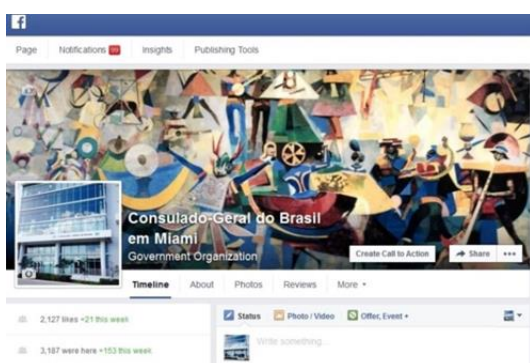 f
Page Notifications 99 Insights Publishing Tools
Consulado-Geral do Brasil
em Miami
Government Organization
Create Call to Action Share •••
Timeline About Photos Reviews More
2,127 likes +21 this week
Status Photo / Video Offer, Event +
3,187 were here +153 this week
Write something...